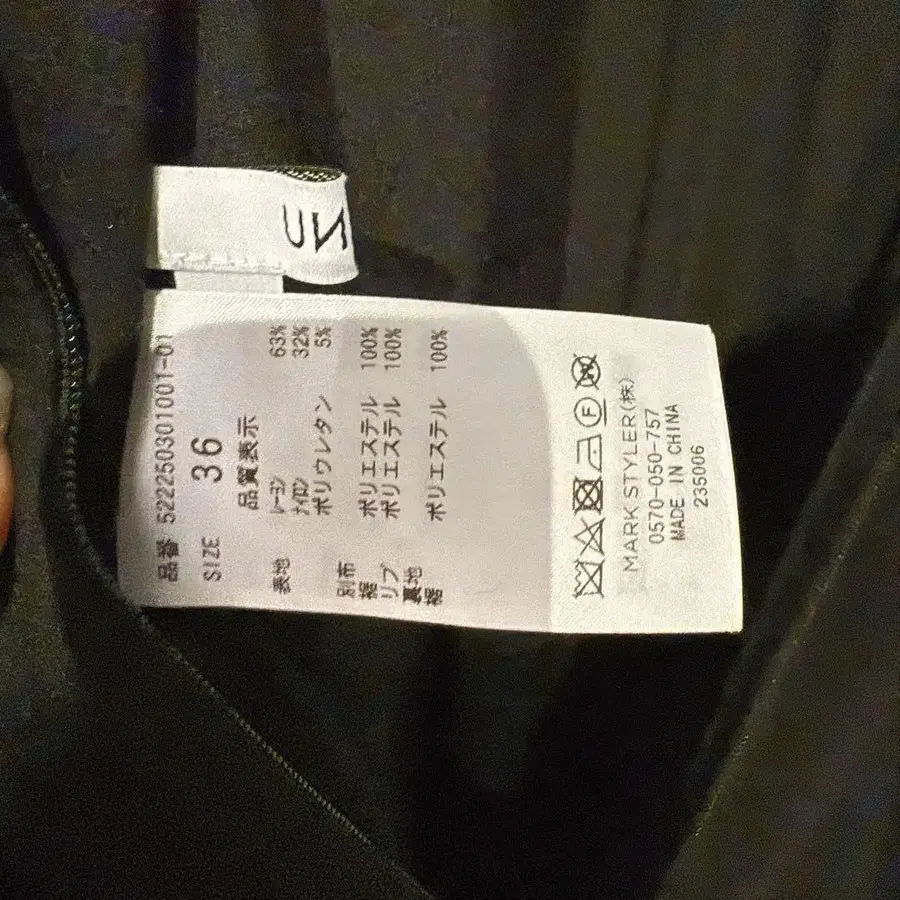 品番 522250301001-01
SIZE 36
品質表示
表地 レーヨン 63%
ナイロン 32%
ポリウレタン 5%
別布
裾 ポリエステル 100%
リブ ポリエステル 100%
裏地
裾 ポリエステル 100%
F W
MARK STYLER(株)
0570-050-757
MADE IN CHINA
235006